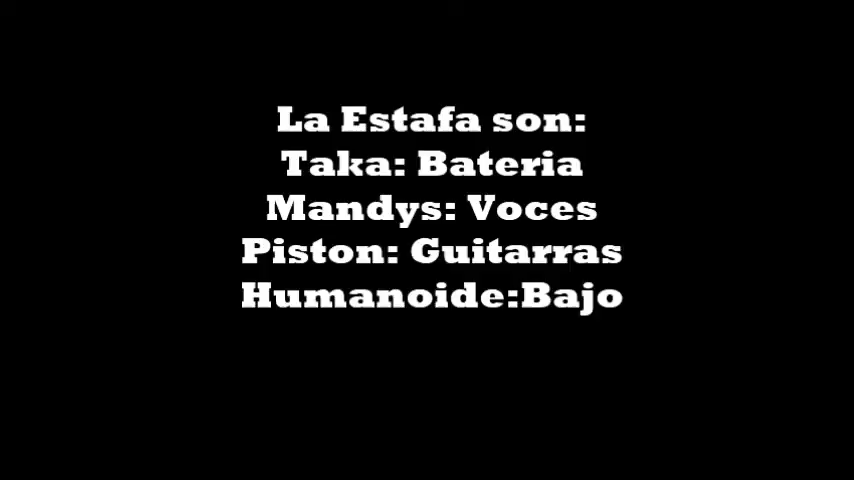 La Estafa son:
Taka: Bateria
Mandys: Voces
Piston: Guitarras
Humanoide:Bajo